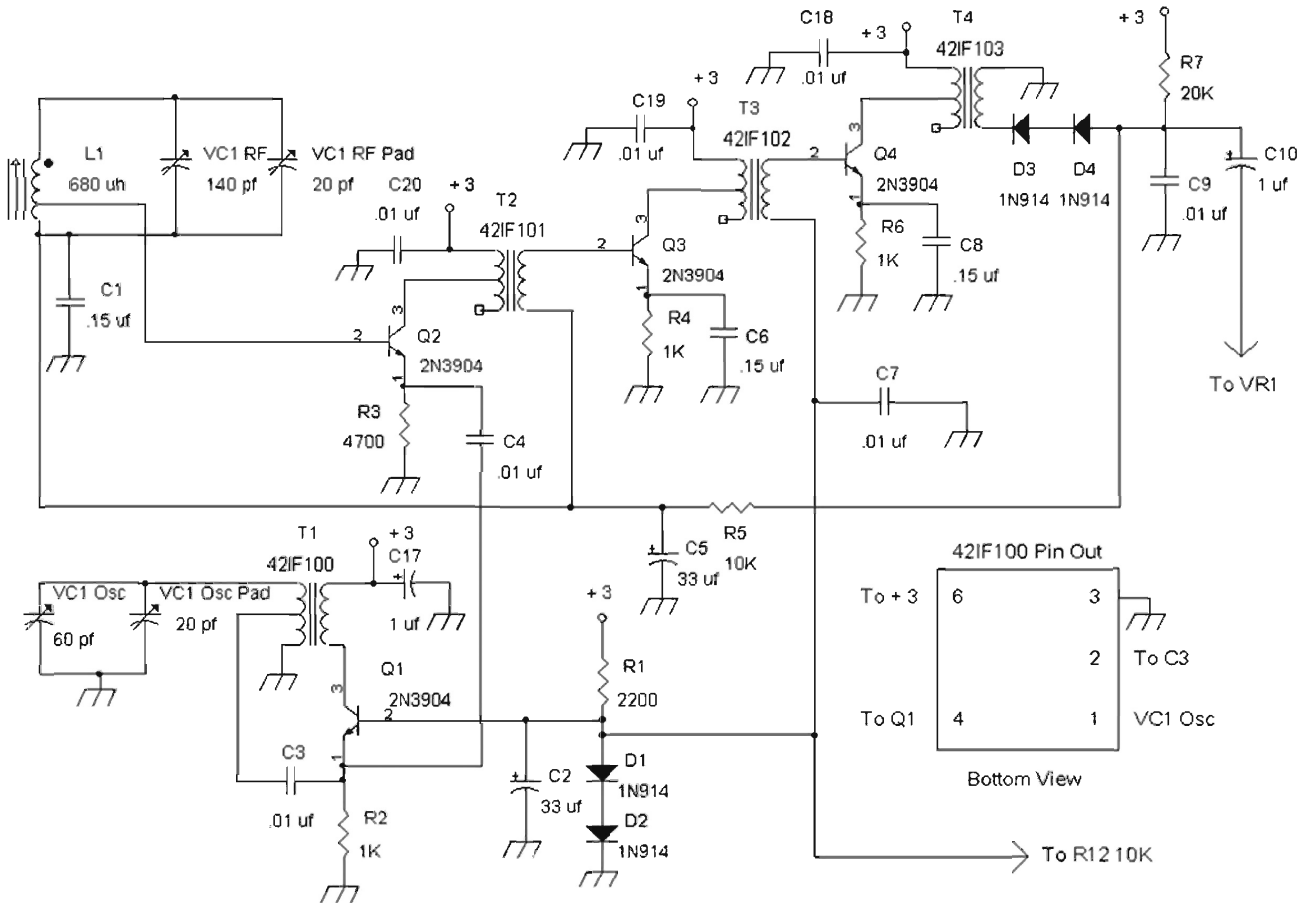 C18
+ 3
T4
42IF103
.01 uf
+ 3
R7
20K
C19
.01 uf
+ 3
T3
42IF102
3
2
Q4
2N3904
1
D3
1N914
D4
1N914
C10
1 uf
C9
.01 uf
L1
680 uh
VC1 RF
140 pf
VC1 RF Pad
20 pf
C20
.01 uf
+ 3
T2
42IF101
3
2
Q3
2N3904
1
R6
1K
C8
.15 uf
C1
.15 uf
3
2
Q2
2N3904
1
R4
1K
C6
.15 uf
To VR1
R3
4700
C4
.01 uf
C7
.01 uf
T1
42IF100
+ 3
C17
1 uf
C5
33 uf
R5
10K
VC1 Osc
60 pf
VC1 Osc Pad
20 pf
3
Q1
2N3904
2
1
+ 3
R1
2200
C3
.01 uf
R2
1K
C2
33 uf
D1
1N914
D2
1N914
42IF100 Pin Out
To + 3
6
3
2
To C3
To Q1
4
1
VC1 Osc
Bottom View
To R12 10K